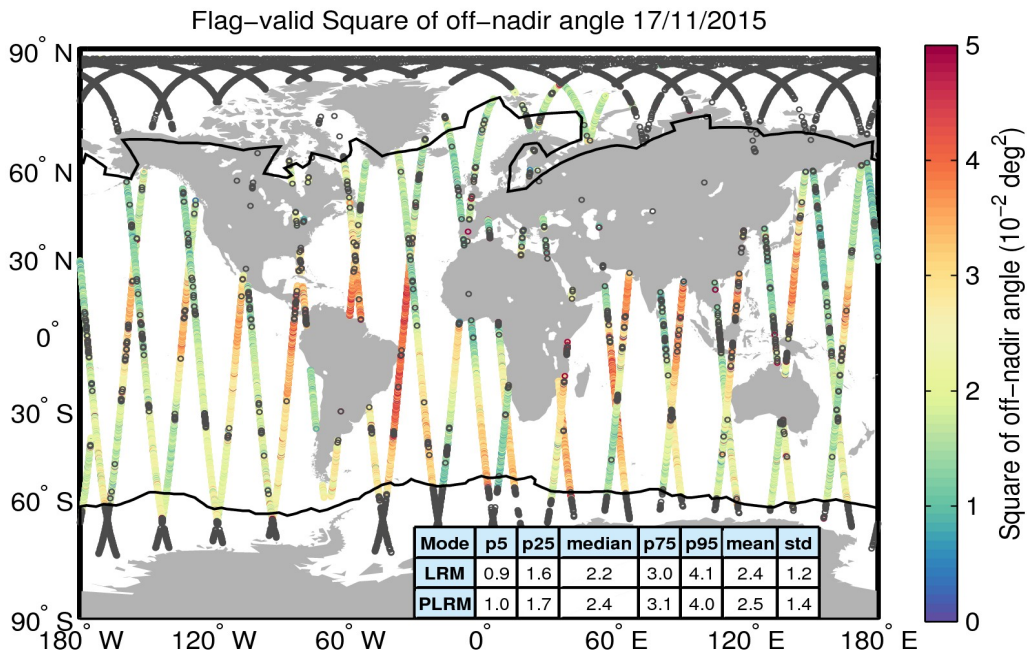 Flag-valid Square of off-nadir angle 17/11/2015
90° N
60° N
30° N
0°
30° S
60° S
90° S
180° W
120° W
60° W
0°
60° E
120° E
180° E
Mode p5 p25 median p75 p95 mean std
LRM 0.9 1.6 2.2 3.0 4.1 2.4 1.2
PLRM 1.0 1.7 2.4 3.1 4.0 2.5 1.4
5
4
3
2
1
0
Square of off-nadir angle (10⁻² deg²)